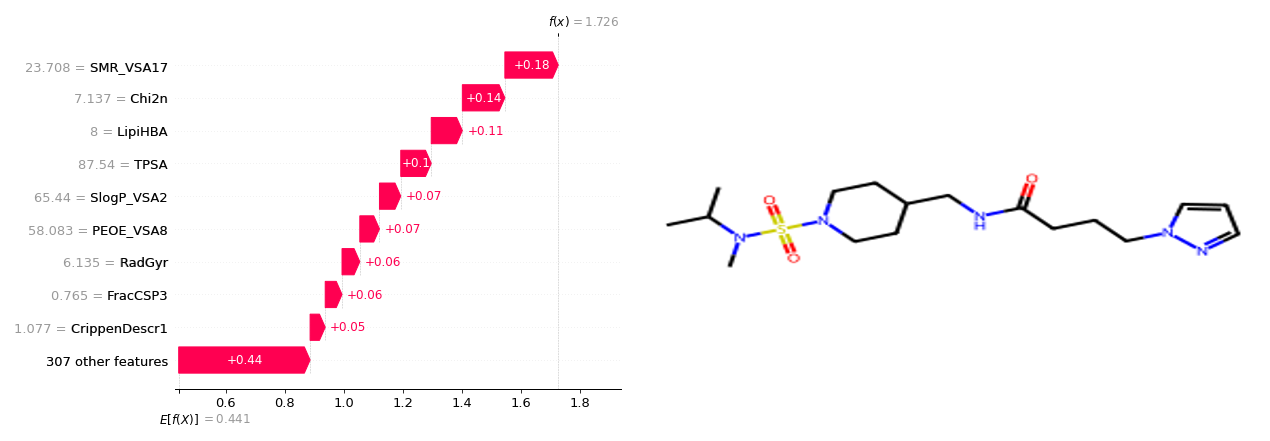 f(x) = 1.726
23.708 = SMR_VSA17
+0.18
7.137 = Chi2n
+0.14
8 = LipiHBA
+0.11
87.54 = TPSA
+0.1
65.44 = SlogP_VSA2
+0.07
58.083 = PEOE_VSA8
+0.07
6.135 = RadGyr
+0.06
0.765 = FracCSP3
+0.06
1.077 = CrippenDescr1
+0.05
307 other features
+0.44
0.6 0.8 1.0 1.2 1.4 1.6 1.8
E[f(X)] = 0.441
O
O
N
S
N
O
N
H
N
N